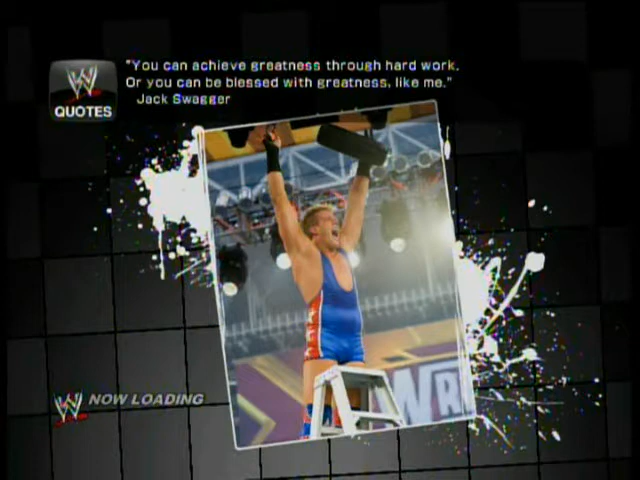 "You can achieve greatness through hard work.
Or you can be blessed with greatness, like me."
Jack Swagger
W
QUOTES
WR
W
NOW LOADING